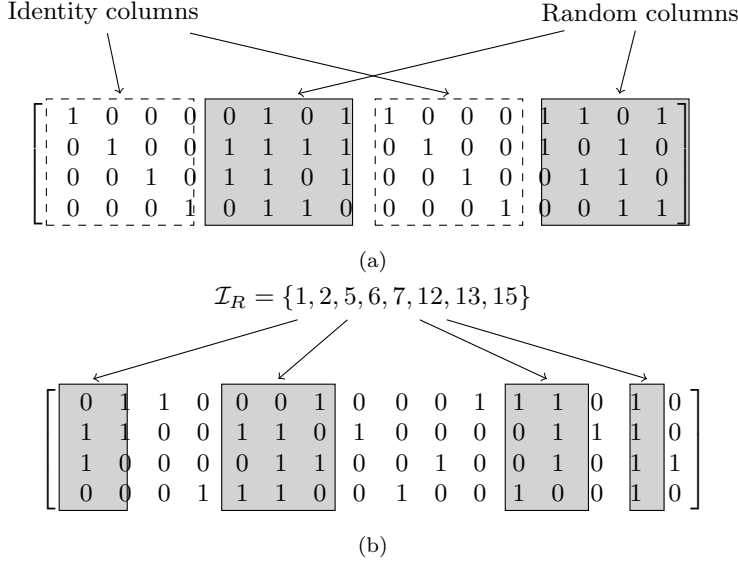 Identity columns Random columns
1 0 0 0 0 1 0 1 1 0 0 0 1 1 0 1
0 1 0 0 1 1 1 1 0 1 0 0 1 0 1 0
0 0 1 0 1 1 0 1 0 0 1 0 0 1 1 0
0 0 0 1 0 1 1 0 0 0 0 1 0 0 1 1
(a)
ℐ_R = {1, 2, 5, 6, 7, 12, 13, 15}
0 1 1 0 0 0 1 0 0 0 1 1 1 0 1 0
1 1 0 0 1 1 0 1 0 0 0 0 1 1 1 0
1 0 0 0 0 1 1 0 0 1 0 0 1 0 1 1
0 0 0 1 1 1 0 0 1 0 0 1 0 0 1 0
(b)